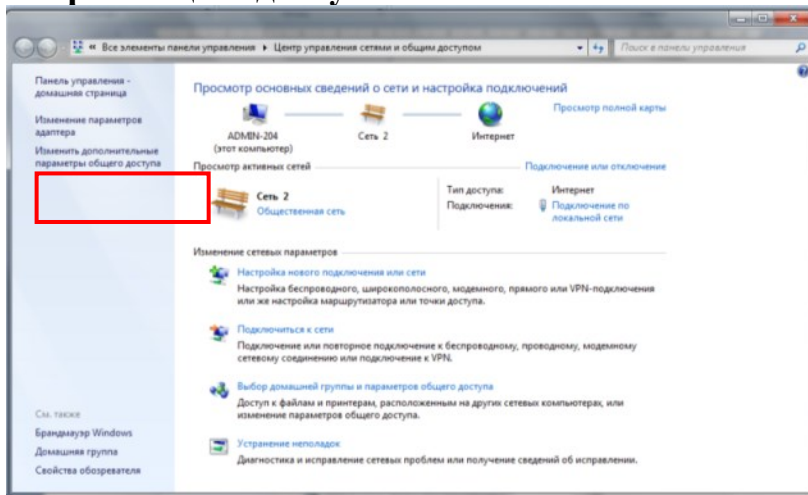 « Все элементы панели управления ▸ Центр управления сетями и общим доступом
Поиск в панели управления
Панель управления -
домашняя страница
Изменение параметров
адаптера
Изменить дополнительные
параметры общего доступа
Просмотр основных сведений о сети и настройка подключений
Просмотр полной карты
ADMIN-204
(этот компьютер)
Сеть 2
Интернет
Просмотр активных сетей
Подключение или отключение
Сеть 2
Общественная сеть
Тип доступа: Интернет
Подключения: Подключение по
локальной сети
Изменение сетевых параметров
Настройка нового подключения или сети
Настройка беспроводного, широкополосного, модемного, прямого или VPN-подключения
или же настройка маршрутизатора или точки доступа.
Подключиться к сети
Подключение или повторное подключение к беспроводному, проводному, модемному
сетевому соединению или подключение к VPN.
Выбор домашней группы и параметров общего доступа
Доступ к файлам и принтерам, расположенным на других сетевых компьютерах, или
изменение параметров общего доступа.
Устранение неполадок
Диагностика и исправление сетевых проблем или получение сведений об исправлении.
См. также
Брандмауэр Windows
Домашняя группа
Свойства обозревателя